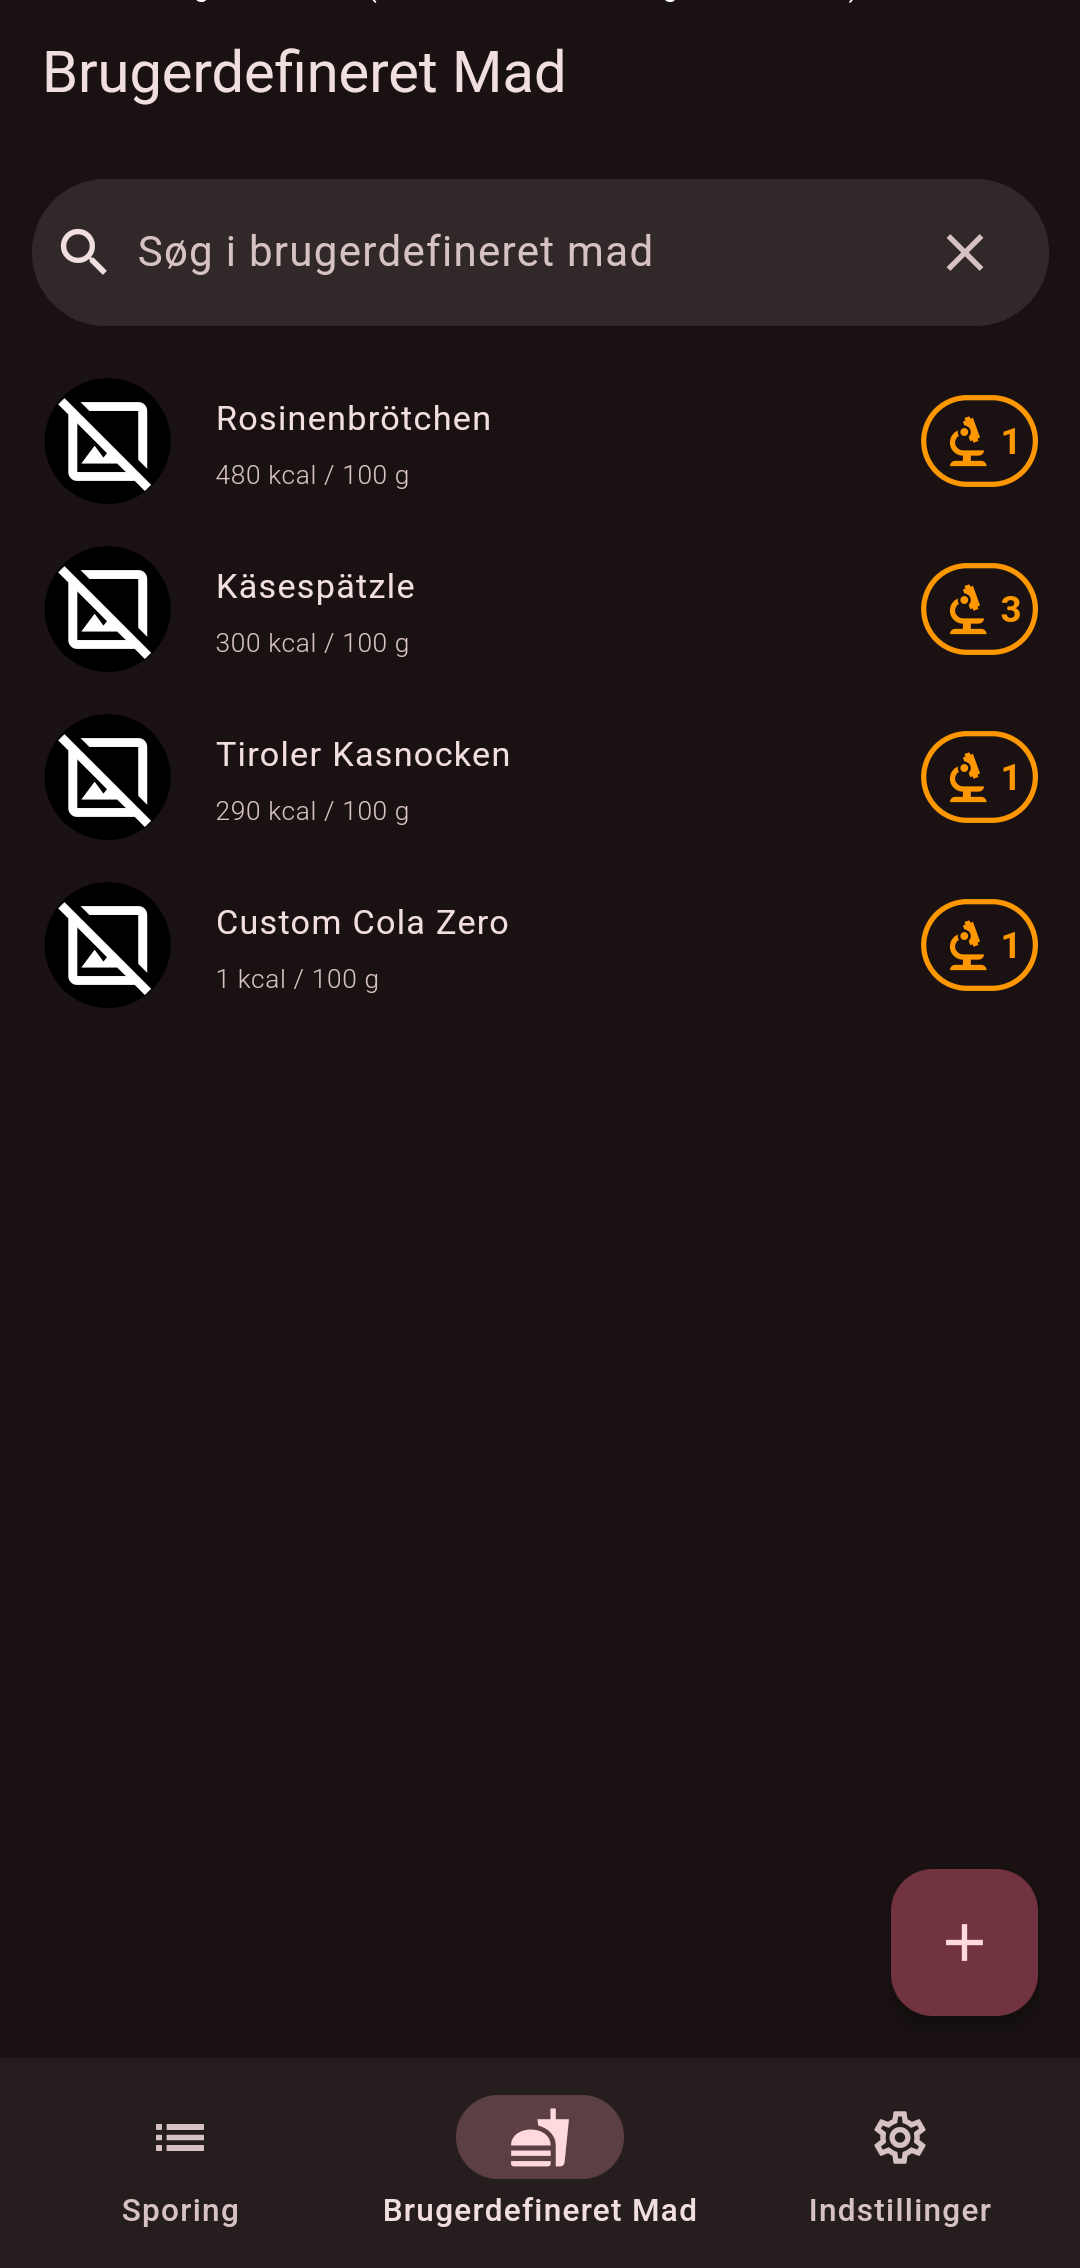 Brugerdefineret Mad
Søg i brugerdefineret mad
Rosinenbrötchen
480 kcal / 100 g
1
Käsespätzle
300 kcal / 100 g
3
Tiroler Kasnocken
290 kcal / 100 g
1
Custom Cola Zero
1 kcal / 100 g
1
Sporing
Brugerdefineret Mad
Indstillinger